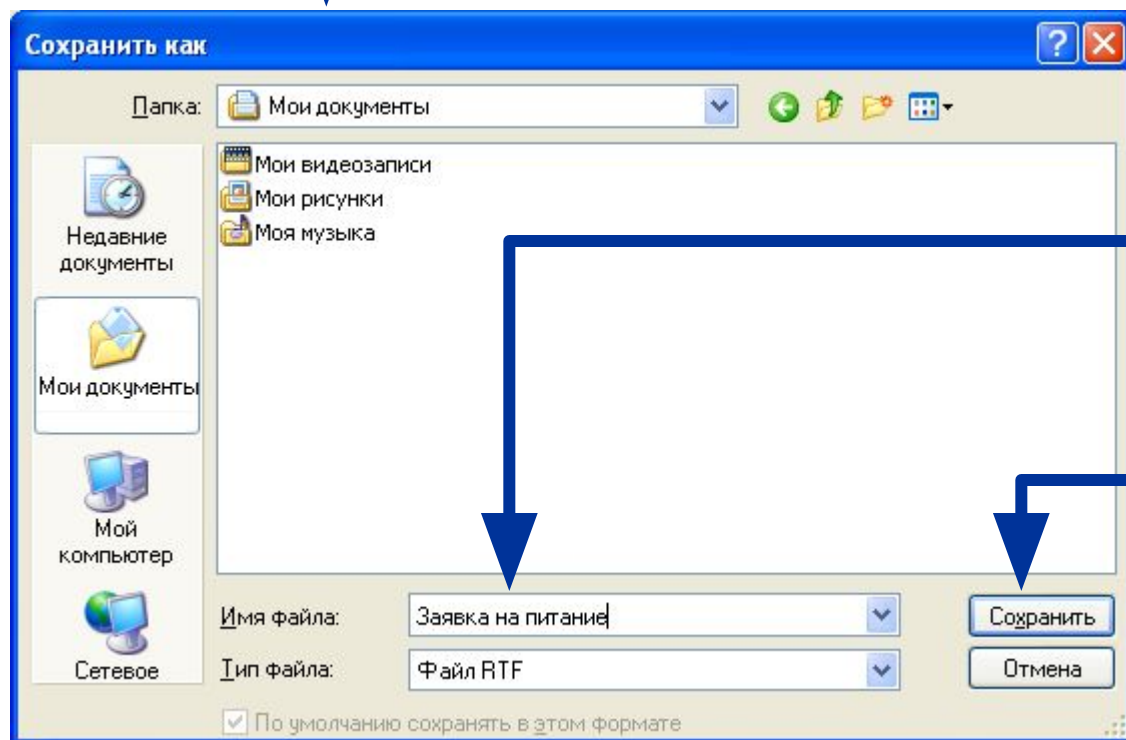 Сохранить как
Папка: Мои документы
Мои видеозаписи
Мои рисунки
Моя музыка
Недавние
документы
Мои документы
Мой
компьютер
Сетевое
Имя файла: Заявка на питание Сохранить
Тип файла: Файл RTF Отмена
По умолчанию сохранять в этом формате